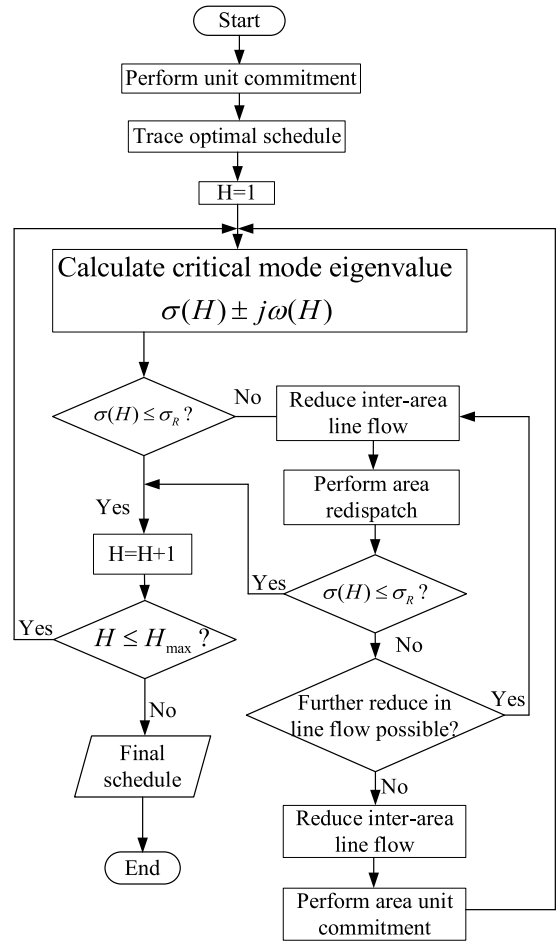 Start
Perform unit commitment
Trace optimal schedule
H=1
Calculate critical mode eigenvalue
σ(H) ± jω(H)
σ(H) ≤ σ_R ?
No
Reduce inter-area
line flow
Perform area
redispatch
Yes
H=H+1
σ(H) ≤ σ_R ?
Yes
No
H ≤ H_max ?
Yes
No
Further reduce in
line flow possible?
Yes
No
Final
schedule
Reduce inter-area
line flow
End
Perform area unit
commitment